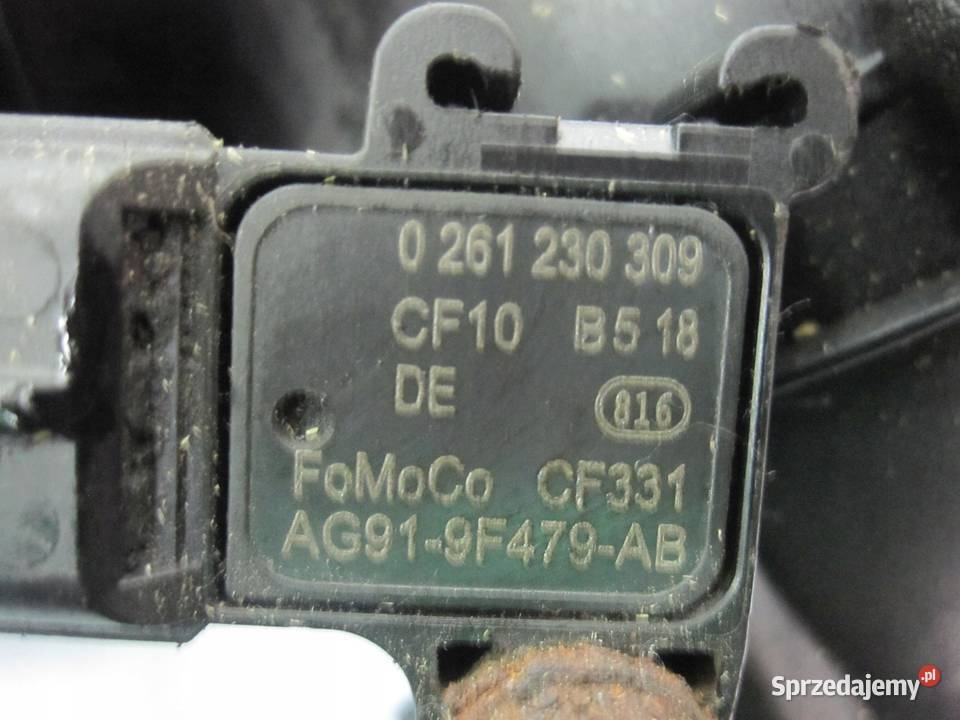 0 261 230 309
CF10 B5 18
DE 816
FoMoCo CF331
AG91-9F479-AB
Sprzedajemy.pl